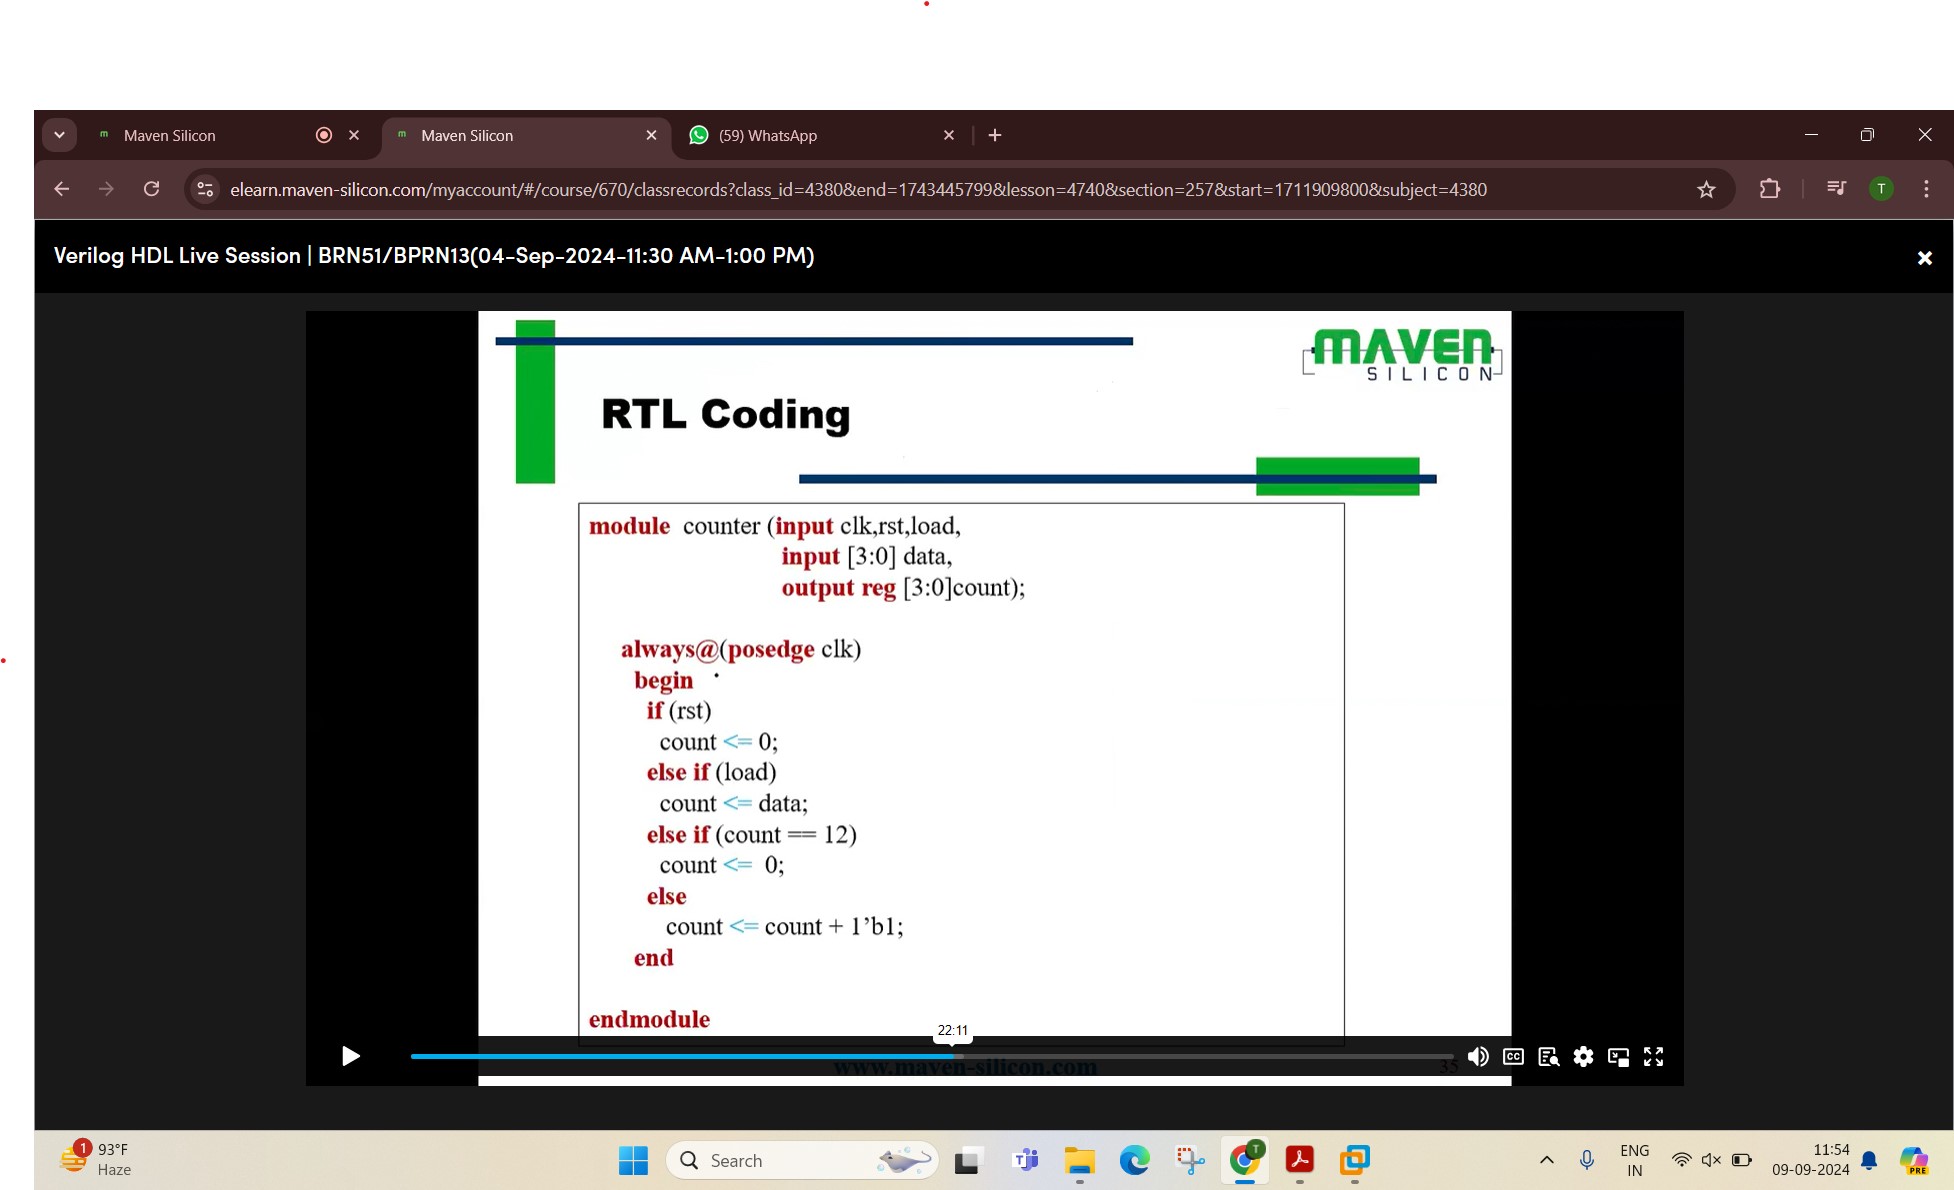 Maven Silicon
Maven Silicon
(59) WhatsApp
elearn.maven-silicon.com/myaccount/#/course/670/classrecords?class_id=4380&end=1743445799&lesson=4740&section=257&start=1711909800&subject=4380
T
Verilog HDL Live Session | BRN51/BPRN13(04-Sep-2024-11:30 AM-1:00 PM)
MAVEN
SILICON
RTL Coding
module counter (input clk,rst,load,
input [3:0] data,
output reg [3:0]count);
always@(posedge clk)
begin
if (rst)
count <= 0;
else if (load)
count <= data;
else if (count == 12)
count <= 0;
else
count <= count + 1’b1;
end
endmodule
22:11
CC
www.maven-silicon.com
35
1
93°F
Haze
Search
T
ENG
IN
11:54
09-09-2024
PRE